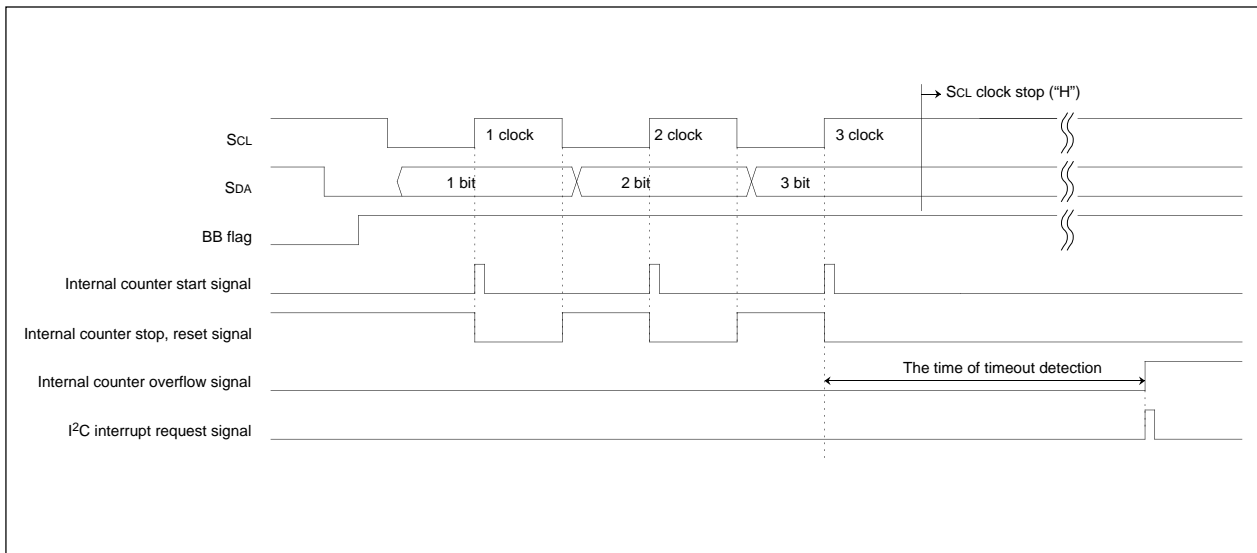 SCL clock stop (“H”)
SCL
1 clock
2 clock
3 clock
SDA
1 bit
2 bit
3 bit
BB flag
Internal counter start signal
Internal counter stop, reset signal
The time of timeout detection
Internal counter overflow signal
I2C interrupt request signal